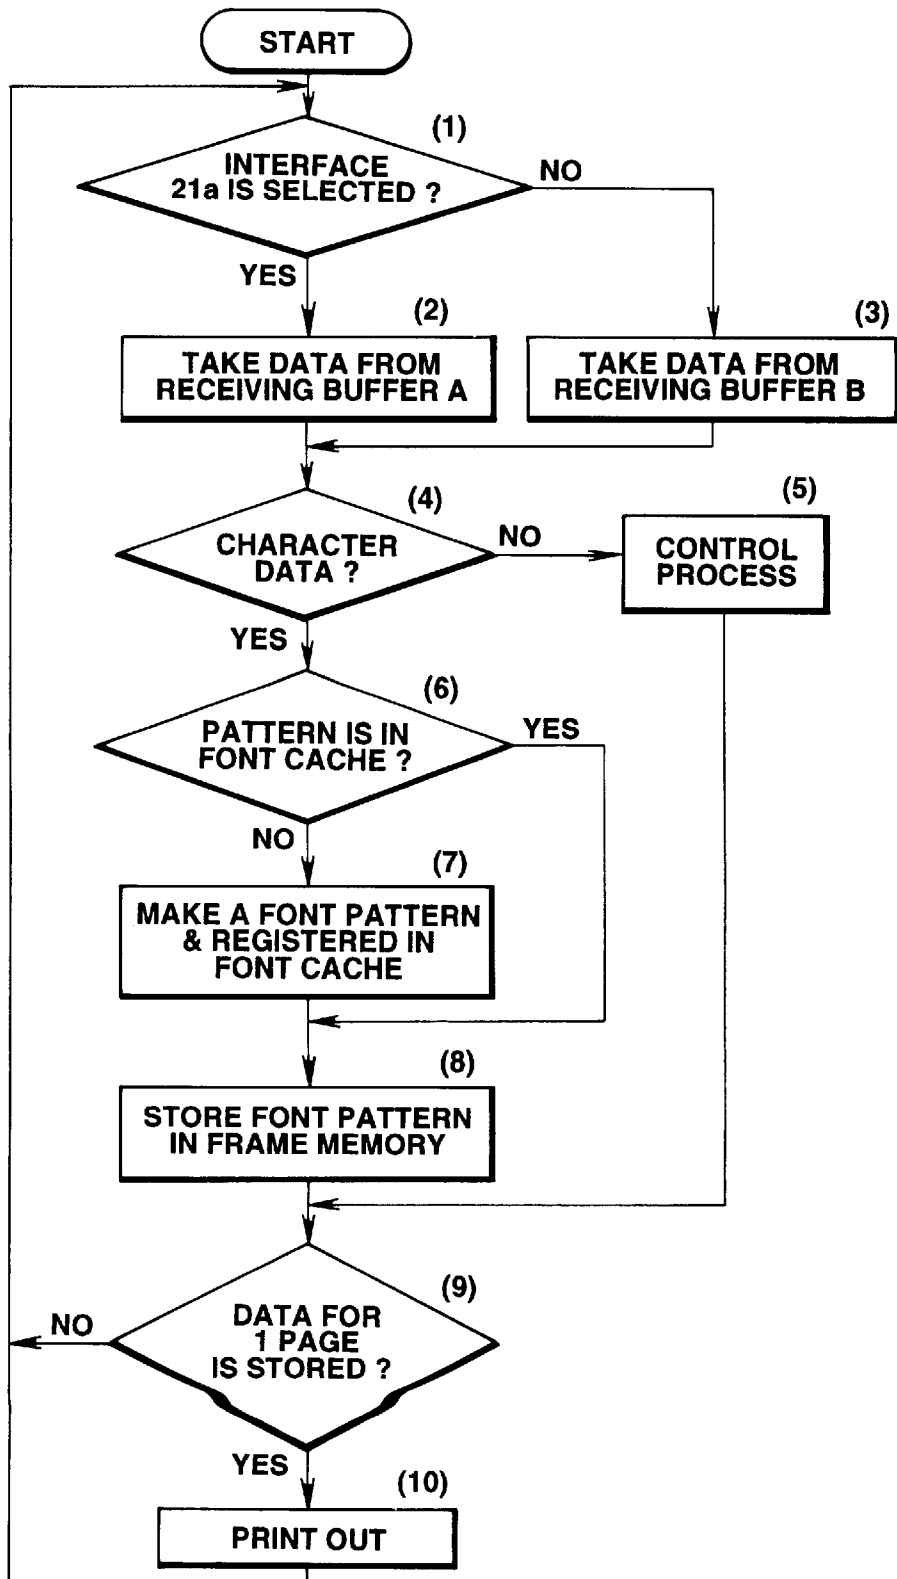 START
(1)
INTERFACE
21a IS SELECTED ?
NO
YES
(2)
(3)
TAKE DATA FROM
RECEIVING BUFFER A
TAKE DATA FROM
RECEIVING BUFFER B
(4)
(5)
CHARACTER
DATA ?
NO
CONTROL
PROCESS
YES
(6)
PATTERN IS IN
FONT CACHE ?
YES
NO
(7)
MAKE A FONT PATTERN
& REGISTERED IN
FONT CACHE
(8)
STORE FONT PATTERN
IN FRAME MEMORY
(9)
DATA FOR
1 PAGE
IS STORED ?
NO
YES
(10)
PRINT OUT